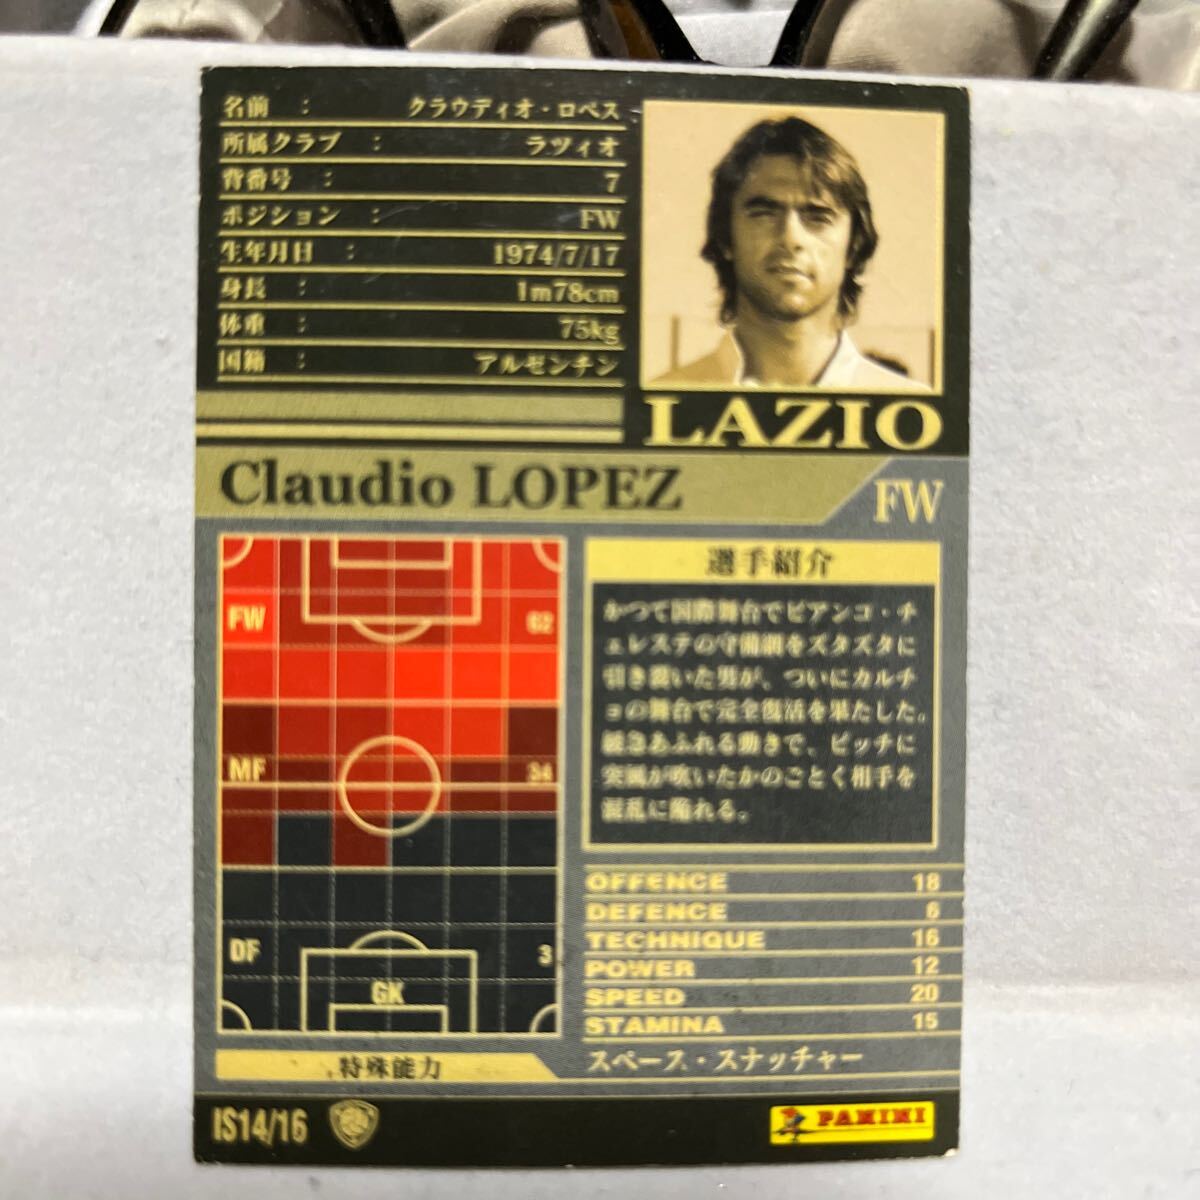 名前 : クラウディオ・ロペス
所属クラブ : ラツィオ
背番号 : 7
ポジション : FW
生年月日 : 1974/7/17
身長 : 1m78cm
体重 : 75kg
国籍 : アルゼンチン
LAZIO
Claudio LOPEZ
FW
FW 62
MF 34
DF 3
GK
選手紹介
かつて国際舞台でビアンコ・チ
ェレステの守備網をズタズタに
引き裂いた男が、ついにカルチ
ョの舞台で完全復活を果たした。
緩急あふれる動きで、ピッチに
突風が吹いたかのごとく相手を
混乱に陥れる。
OFFENCE 18
DEFENCE 6
TECHNIQUE 16
POWER 12
SPEED 20
STAMINA 15
特殊能力
スペース・スナッチャー
IS14/16
PANINI